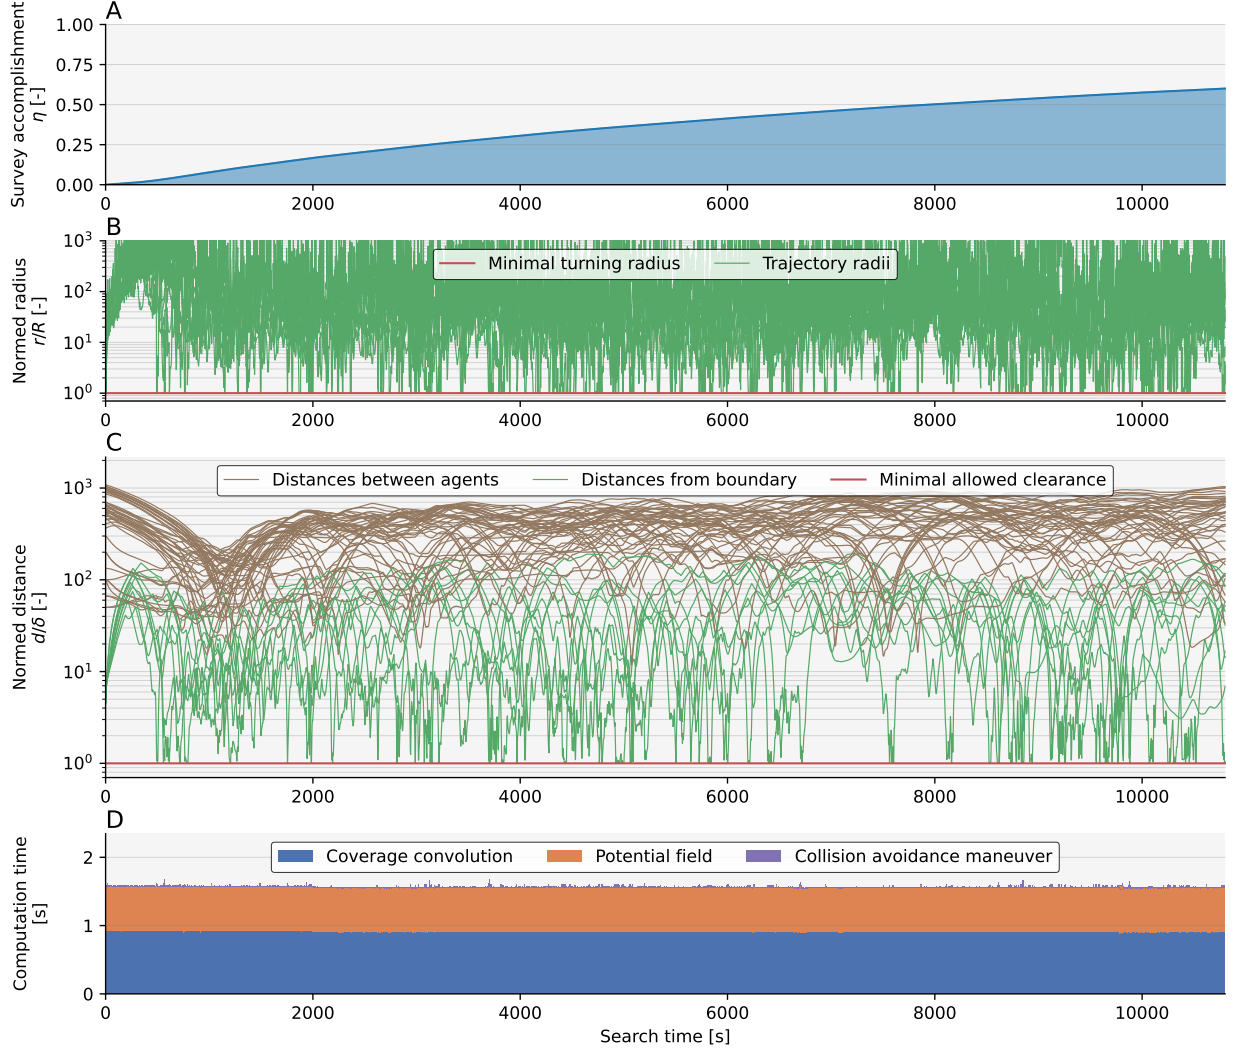 A
Survey accomplishment
η [-]
1.00
0.75
0.50
0.25
0.00
0 2000 4000 6000 8000 10000
B
Normed radius
r/R [-]
10³
10²
10¹
10⁰
Minimal turning radius Trajectory radii
0 2000 4000 6000 8000 10000
C
Normed distance
d/δ [-]
10³
10²
10¹
10⁰
Distances between agents Distances from boundary Minimal allowed clearance
0 2000 4000 6000 8000 10000
D
Computation time
[s]
2
1
0
Coverage convolution Potential field Collision avoidance maneuver
0 2000 4000 6000 8000 10000
Search time [s]